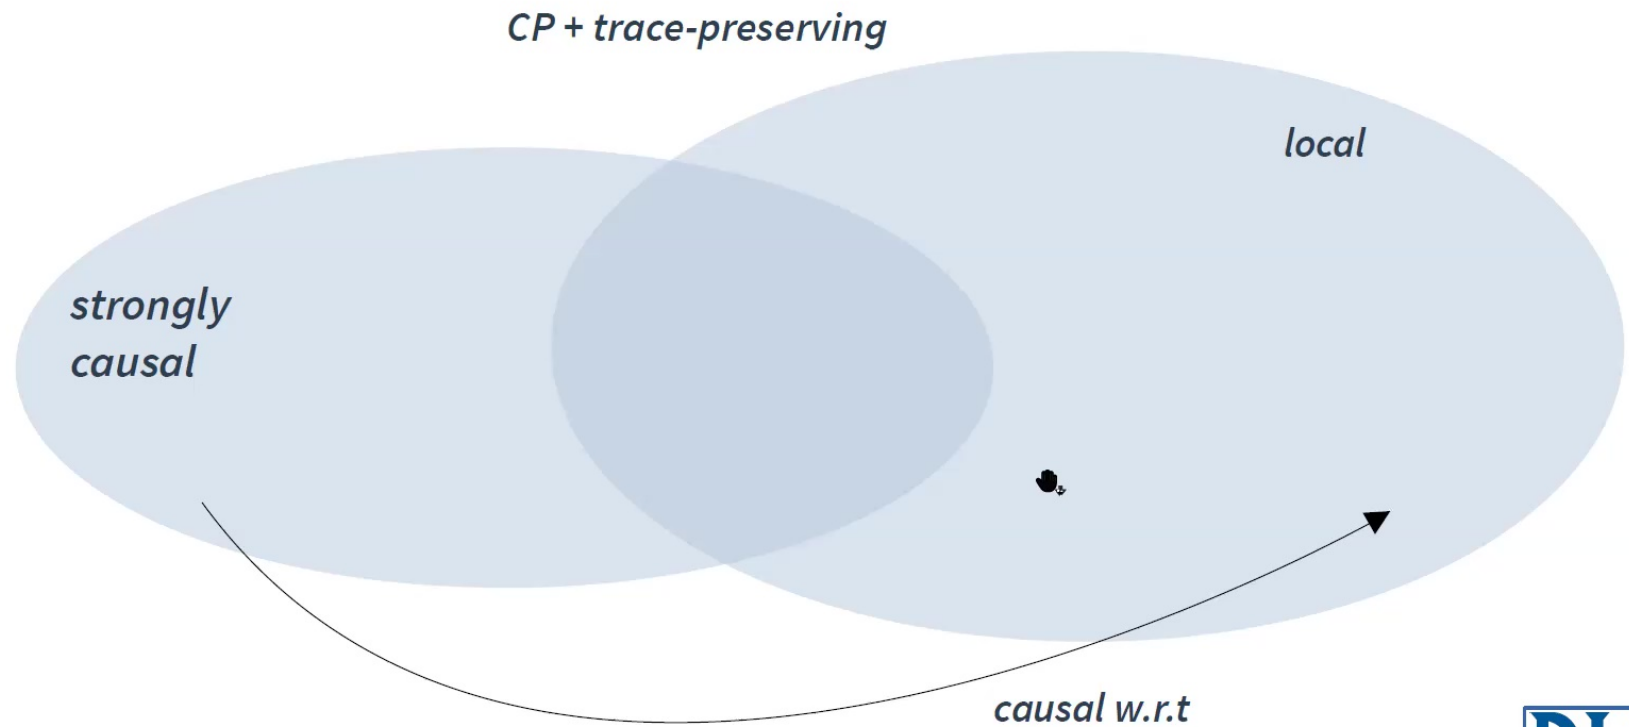 CP + trace-preserving
local
strongly
causal
causal w.r.t